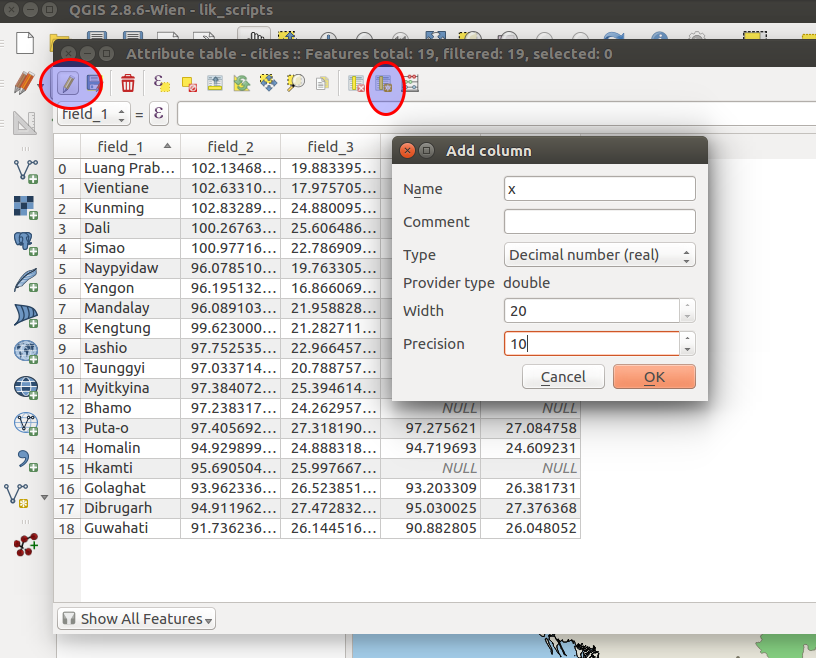 QGIS 2.8.6-Wien - lik_scripts
Attribute table - cities :: Features total: 19, filtered: 19, selected: 0
field_1 = ε
field_1 field_2 field_3
0 Luang Prab... 102.13468... 19.883395...
1 Vientiane 102.63310... 17.975705...
2 Kunming 102.83289... 24.880095...
3 Dali 100.26763... 25.606486...
4 Simao 100.97716... 22.786909...
5 Naypyidaw 96.078510... 19.763305...
6 Yangon 96.195132... 16.866069...
7 Mandalay 96.089103... 21.958828...
8 Kengtung 99.623000... 21.282711...
9 Lashio 97.752535... 22.966457...
10 Taunggyi 97.033714... 20.788757...
11 Myitkyina 97.384072... 25.394614...
12 Bhamo 97.238317... 24.262957... NULL NULL
13 Puta-o 97.405692... 27.318190... 97.275621 27.084758
14 Homalin 94.929899... 24.888318... 94.719693 24.609231
15 Hkamti 95.690504... 25.997667... NULL NULL
16 Golaghat 93.962336... 26.523851... 93.203309 26.381731
17 Dibrugarh 94.911962... 27.472832... 95.030025 27.376368
18 Guwahati 91.736236... 26.144516... 90.882805 26.048052
Add column
Name x
Comment
Type Decimal number (real)
Provider type double
Width 20
Precision 10
Cancel OK
Show All Features